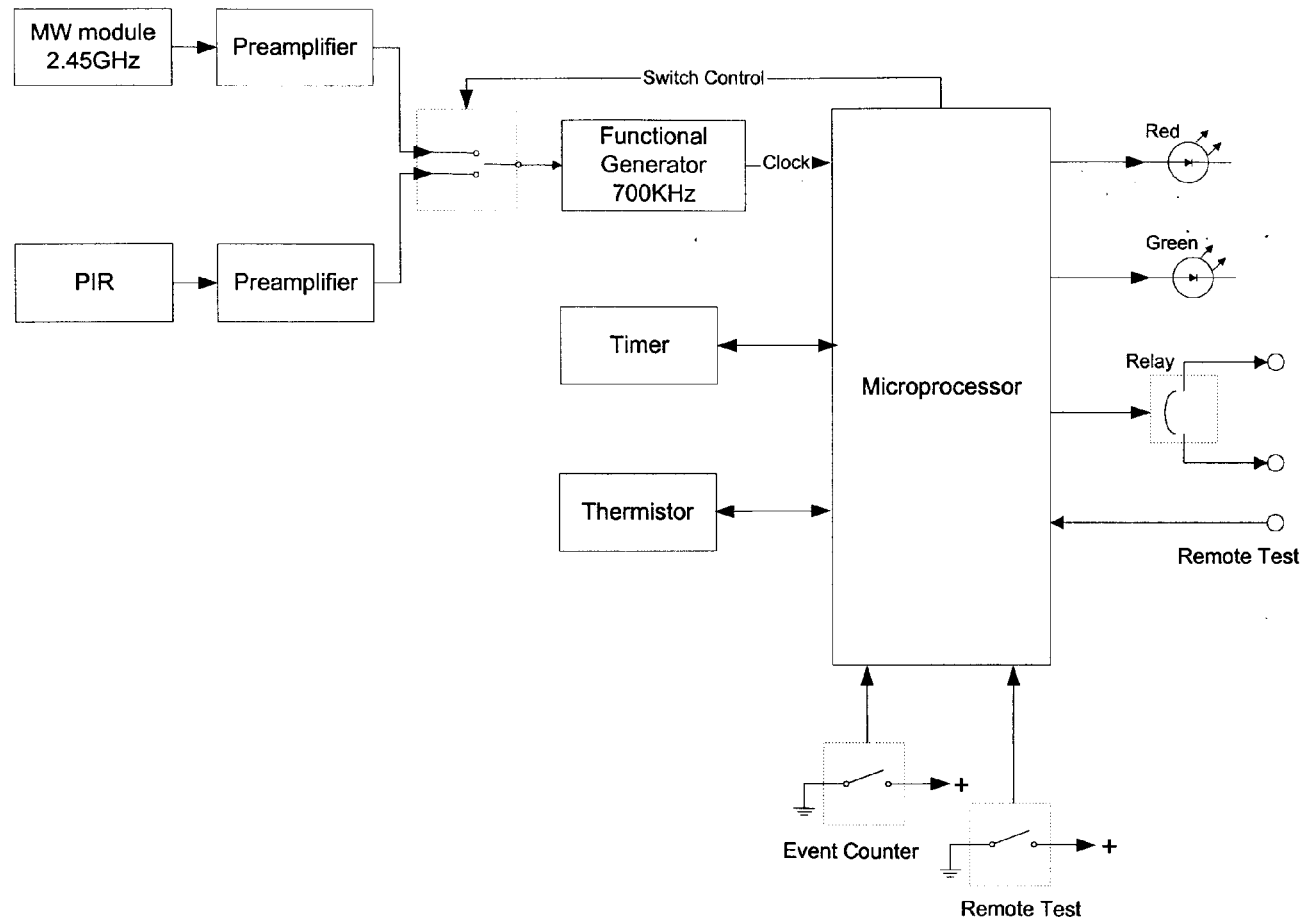 MW module
2.45GHz
Preamplifier
Switch Control
Functional
Generator
700KHz
Clock
Red
Green
PIR
Preamplifier
Timer
Microprocessor
Relay
Thermistor
Remote Test
+
Event Counter
+
Remote Test